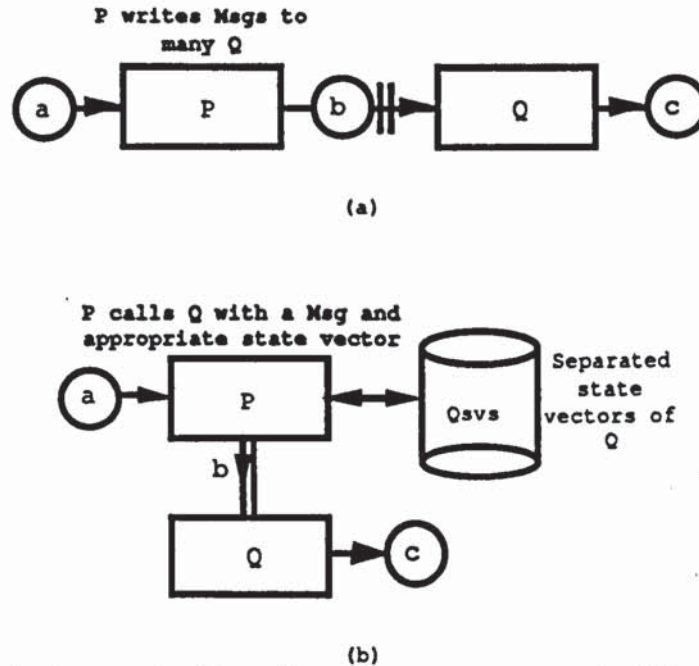 P writes Msgs to
many Q
a
P
b
Q
c
(a)
P calls Q with a Msg and
appropriate state vector
a
P
Qsvs
Separated
state
vectors of
Q
b
Q
c
(b)